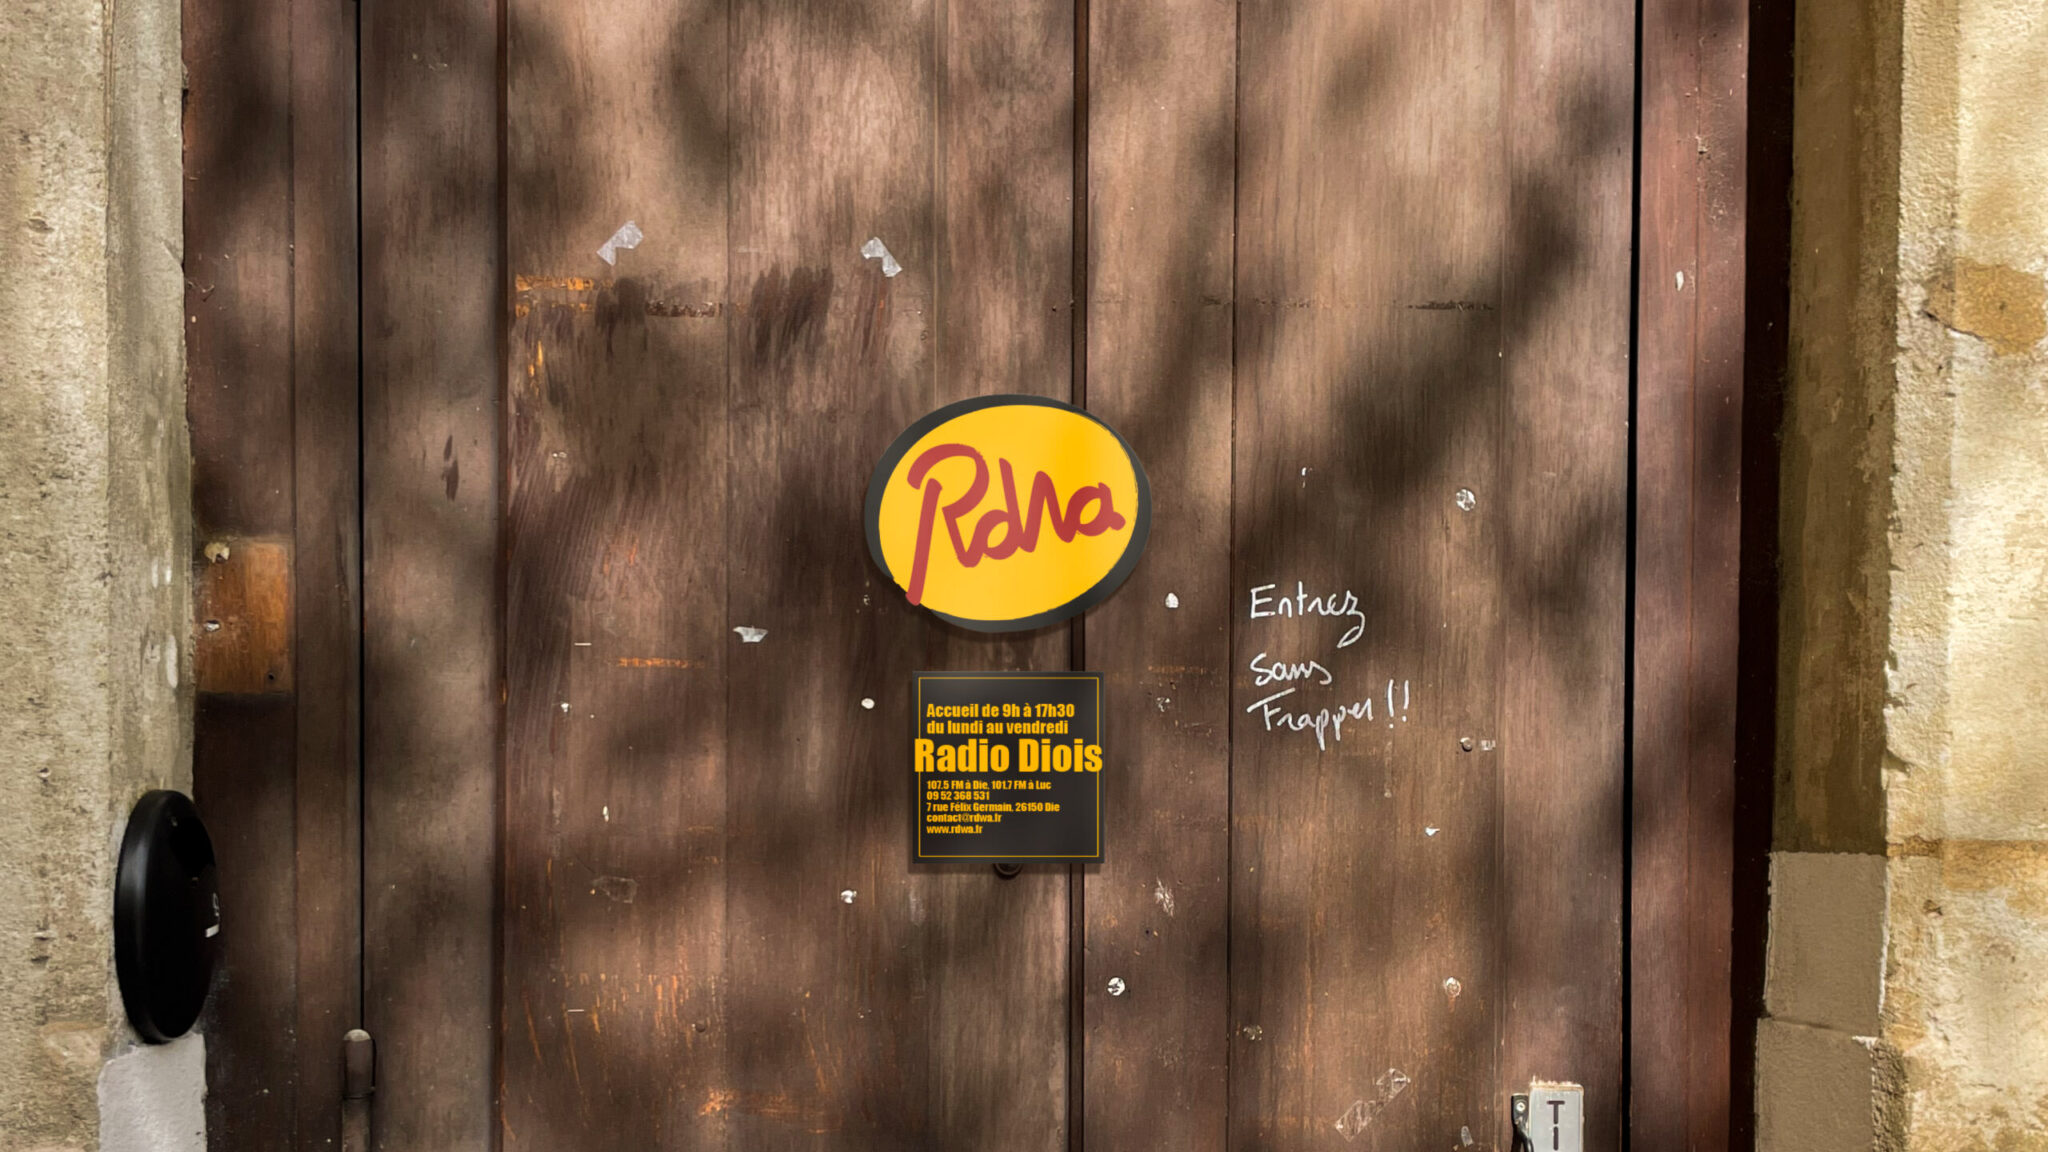 Rdwa
Accueil de 9h à 17h30
du lundi au vendredi
Radio Diois
107.5 FM à Die, 101.7 FM à Luc
09 52 368 531
7 rue Félix Germain, 26150 Die
contact@rdwa.fr
www.rdwa.fr
Entrez
Sans
Frapper !!
TI